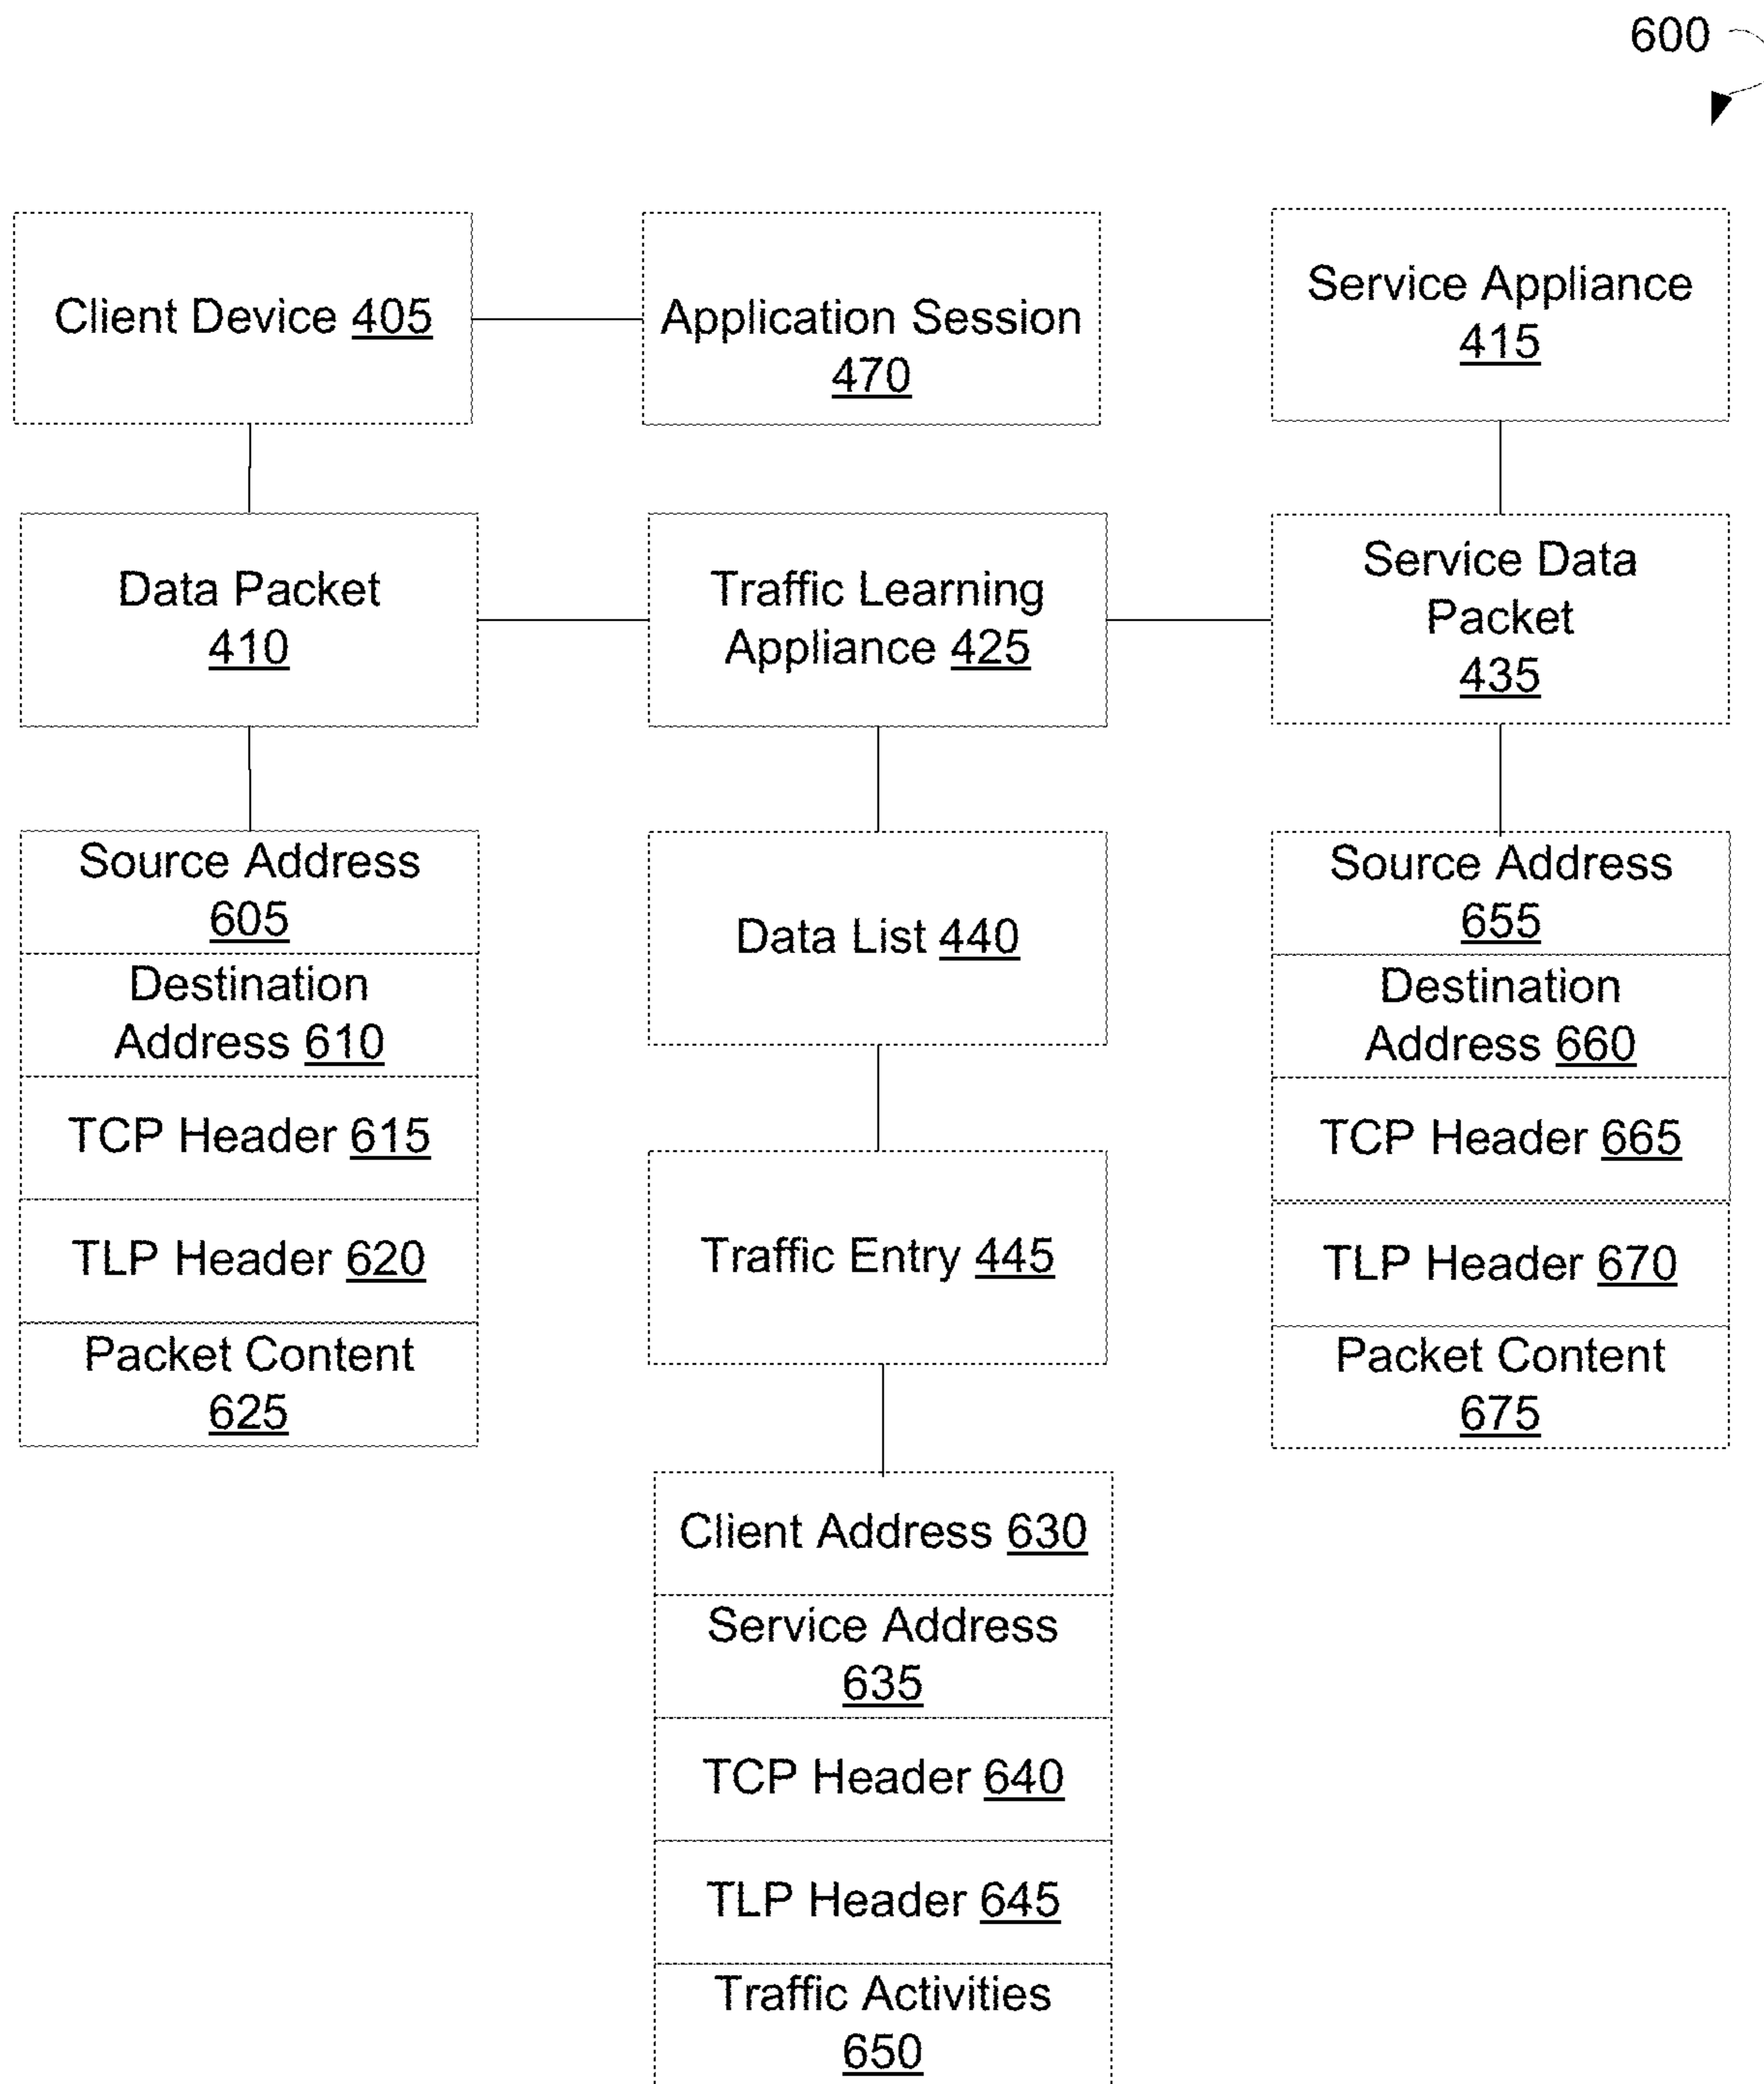 600
Client Device 405
Application Session
470
Service Appliance
415
Data Packet
410
Traffic Learning
Appliance 425
Service Data
Packet
435
Source Address
605
Destination
Address 610
TCP Header 615
TLP Header 620
Packet Content
625
Data List 440
Traffic Entry 445
Client Address 630
Service Address
635
TCP Header 640
TLP Header 645
Traffic Activities
650
Source Address
655
Destination
Address 660
TCP Header 665
TLP Header 670
Packet Content
675